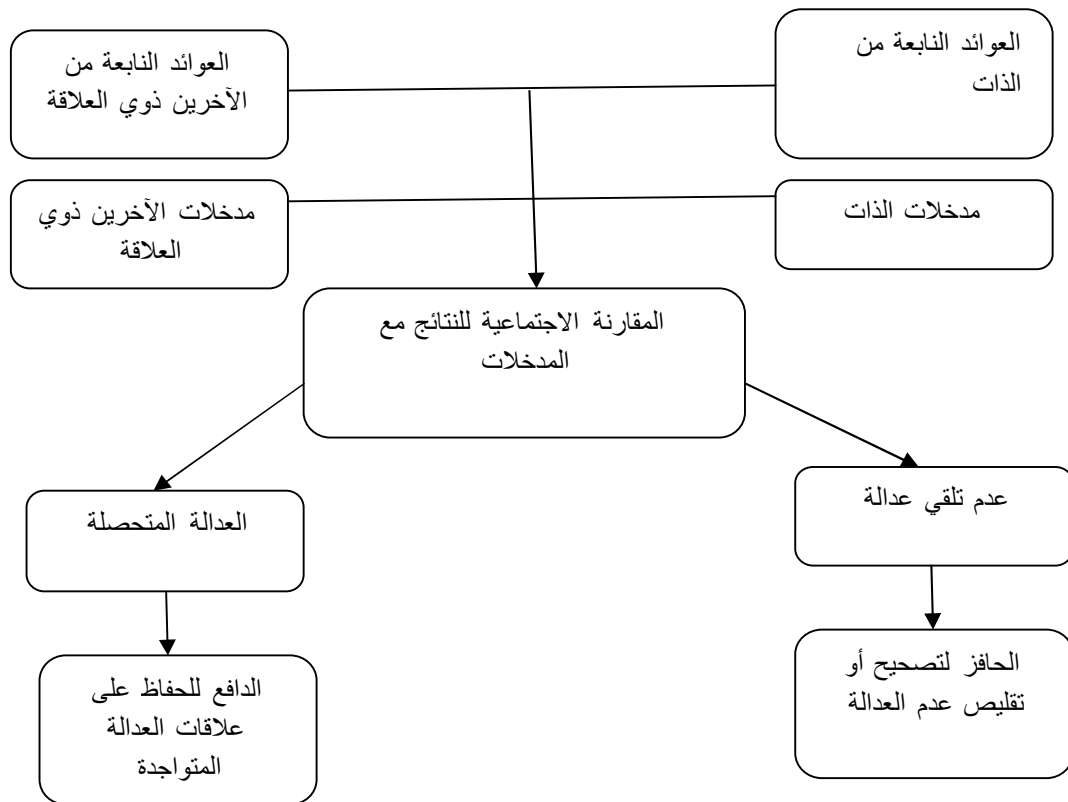 العوائد النابعة من
الذات
العوائد النابعة من
الآخرين ذوي العلاقة
مدخلات الذات
مدخلات الآخرين ذوي
العلاقة
المقارنة الاجتماعية للنتائج مع
المدخلات
عدم تلقي عدالة
العدالة المتحصلة
الحافز لتصحيح أو
تقليص عدم العدالة
الدافع للحفاظ على
علاقات العدالة
المتواجدة